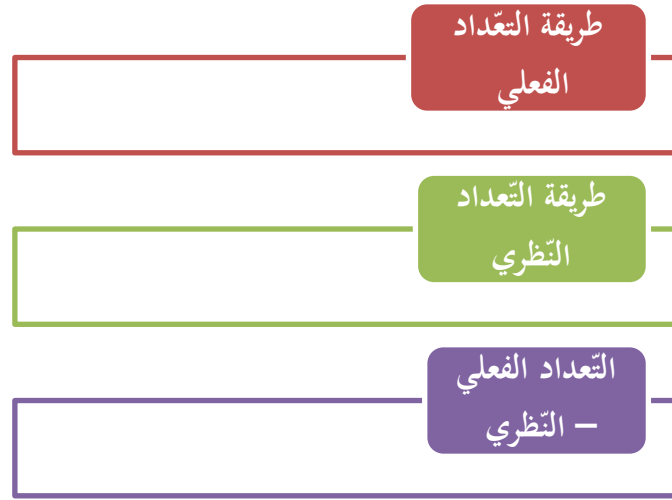 طريقة التعّداد
الفعلي
طريقة التّعداد
النّظري
التّعداد الفعلي
– النّظري